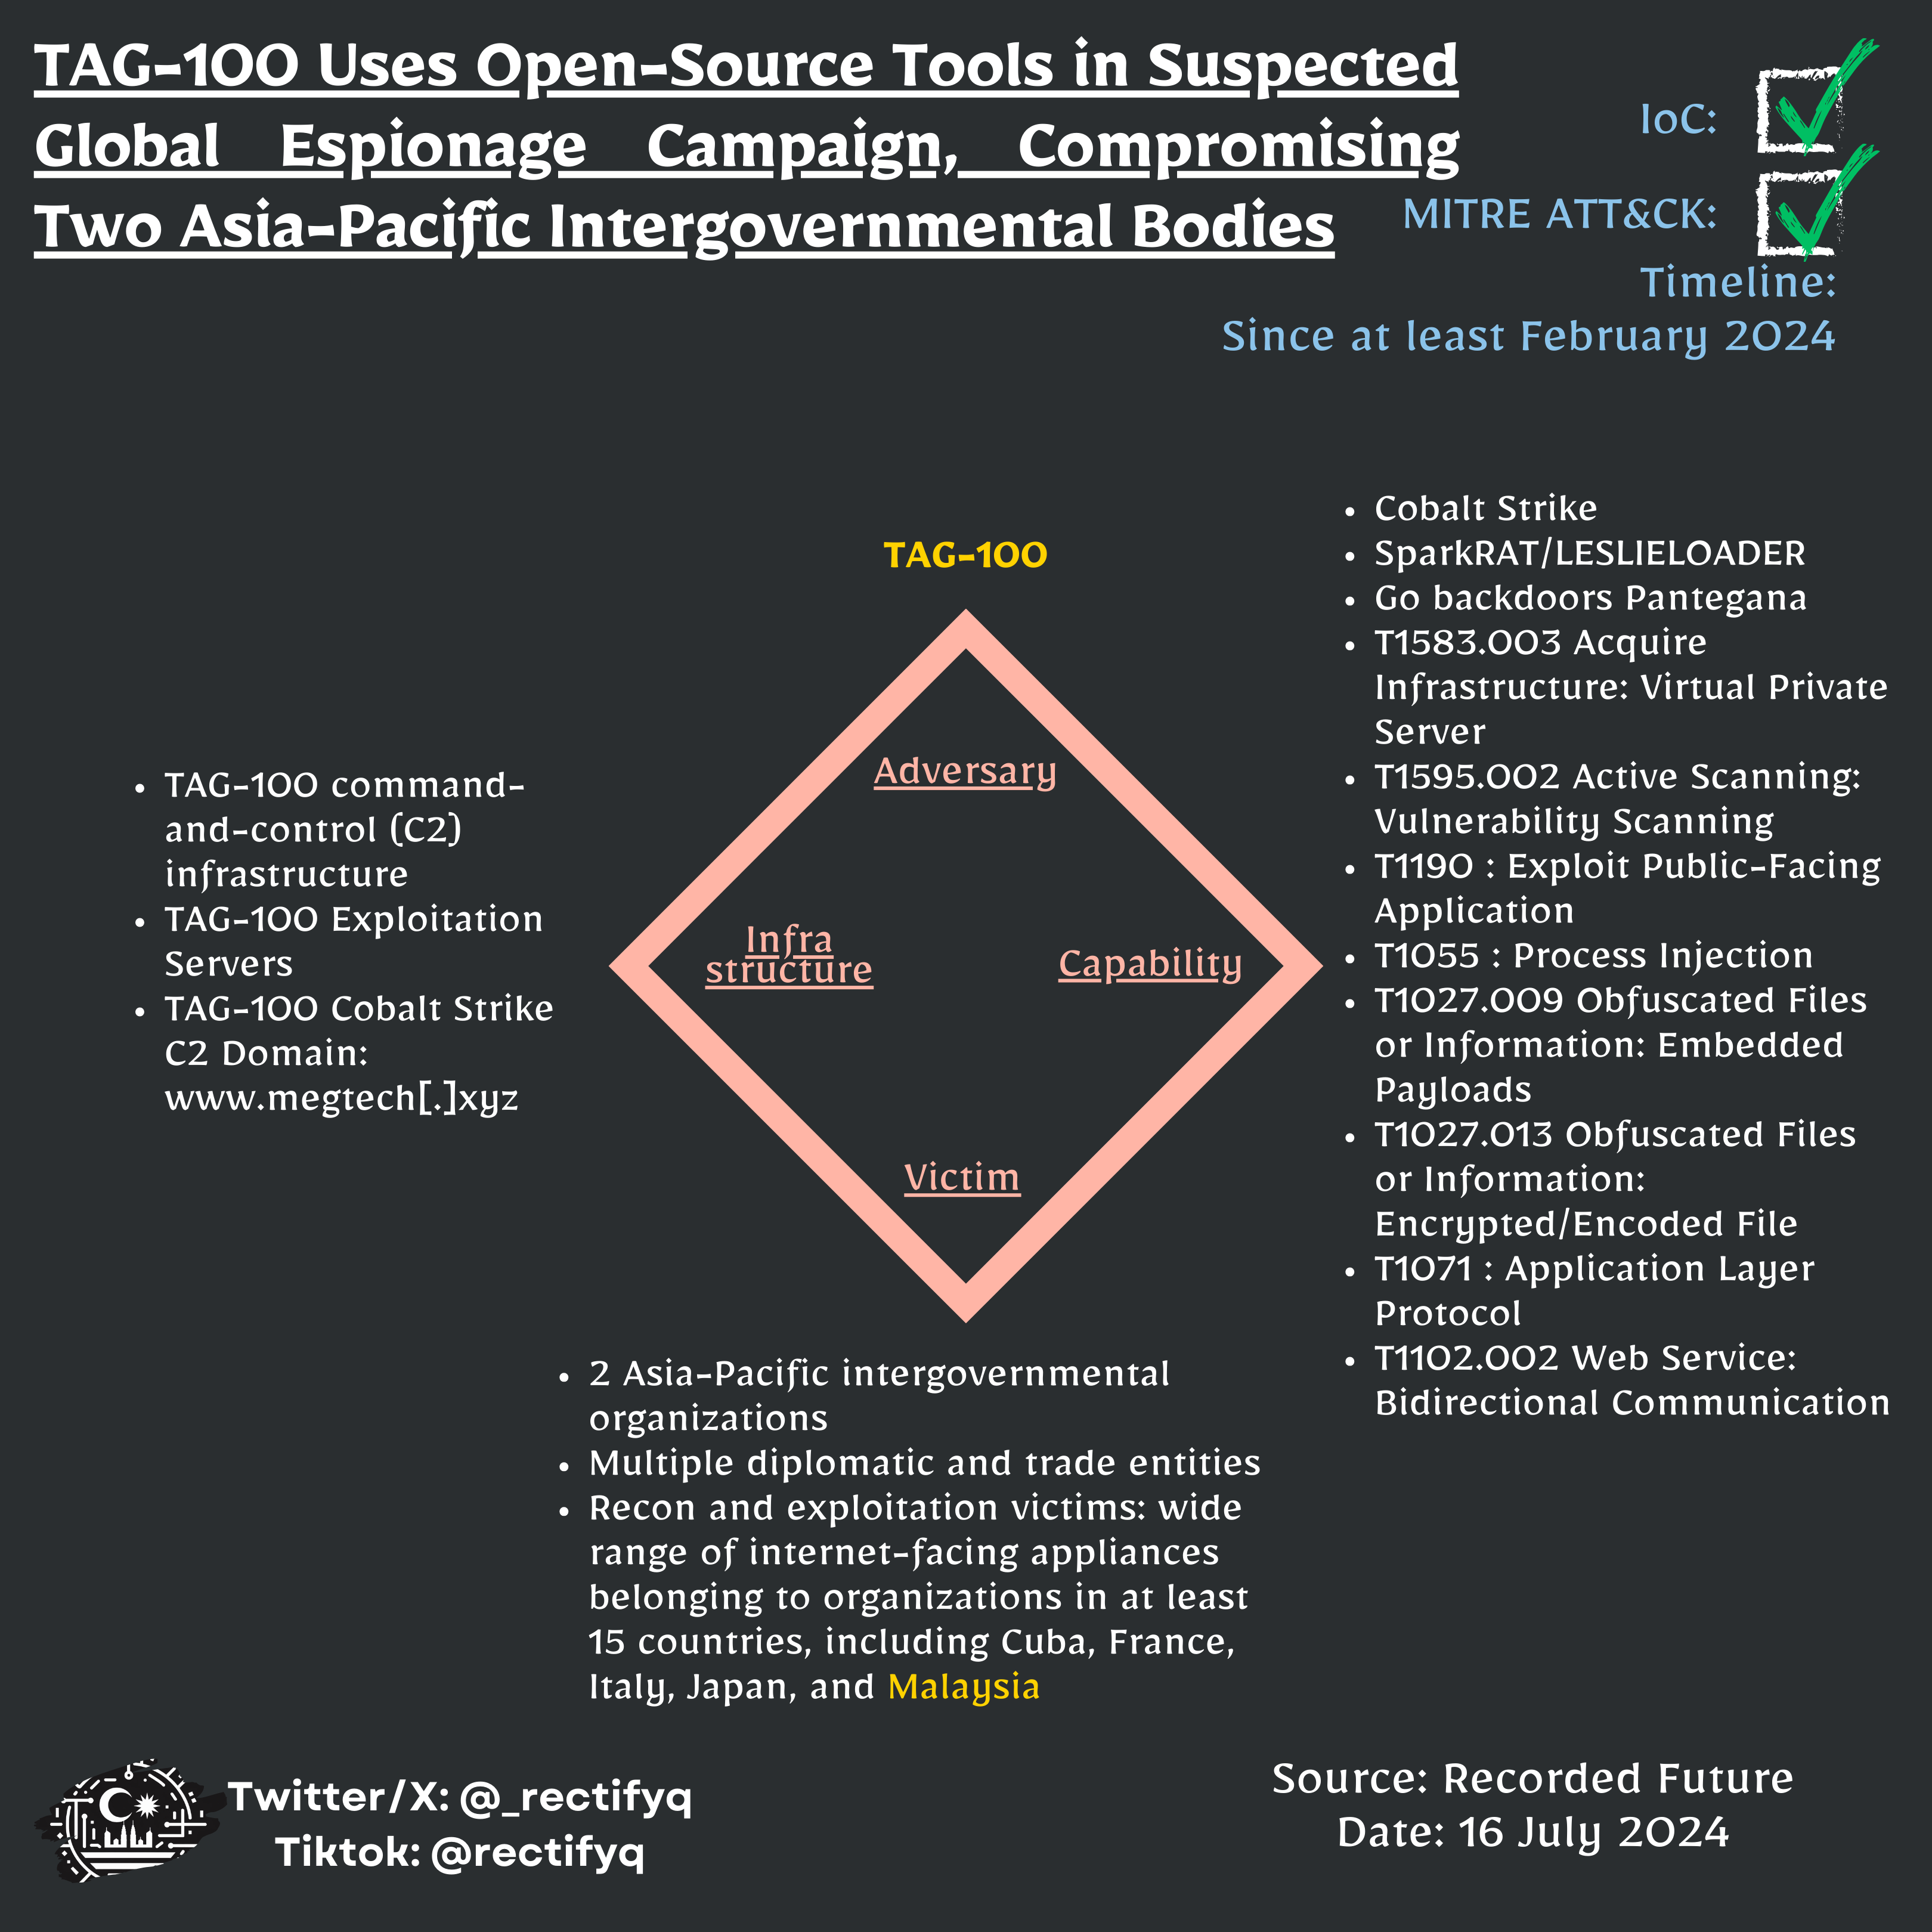 TAG-100 Uses Open-Source Tools in Suspected
Global Espionage Campaign, Compromising
Two Asia-Pacific Intergovernmental Bodies
IoC:
MITRE ATT&CK:
Timeline:
Since at least February 2024
TAG-100
Adversary
Infra
structure
Capability
Victim
• TAG-100 command-
and-control (C2)
infrastructure
• TAG-100 Exploitation
Servers
• TAG-100 Cobalt Strike
C2 Domain:
www.megtech[.]xyz
• Cobalt Strike
• SparkRAT/LESLIELOADER
• Go backdoors Pantegana
• T1583.003 Acquire
Infrastructure: Virtual Private
Server
• T1595.002 Active Scanning:
Vulnerability Scanning
• T1190 : Exploit Public-Facing
Application
• T1055 : Process Injection
• T1027.009 Obfuscated Files
or Information: Embedded
Payloads
• T1027.013 Obfuscated Files
or Information:
Encrypted/Encoded File
• T1071 : Application Layer
Protocol
• T1102.002 Web Service:
Bidirectional Communication
• 2 Asia-Pacific intergovernmental
organizations
• Multiple diplomatic and trade entities
• Recon and exploitation victims: wide
range of internet-facing appliances
belonging to organizations in at least
15 countries, including Cuba, France,
Italy, Japan, and Malaysia
Twitter/X: @_rectifyq
Tiktok: @rectifyq
Source: Recorded Future
Date: 16 July 2024